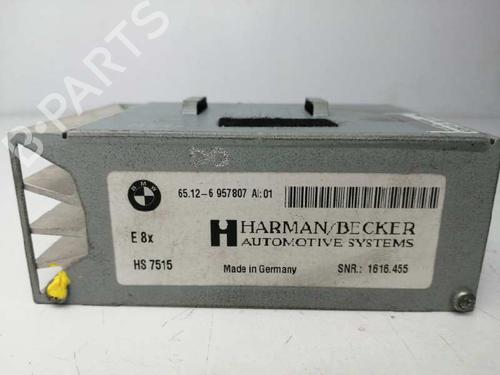 B-PARTS
BMW
65.12-6 957807 AI:01
E 8x
HARMAN/BECKER
AUTOMOTIVE SYSTEMS
HS 7515
Made in Germany
SNR.: 1616.455